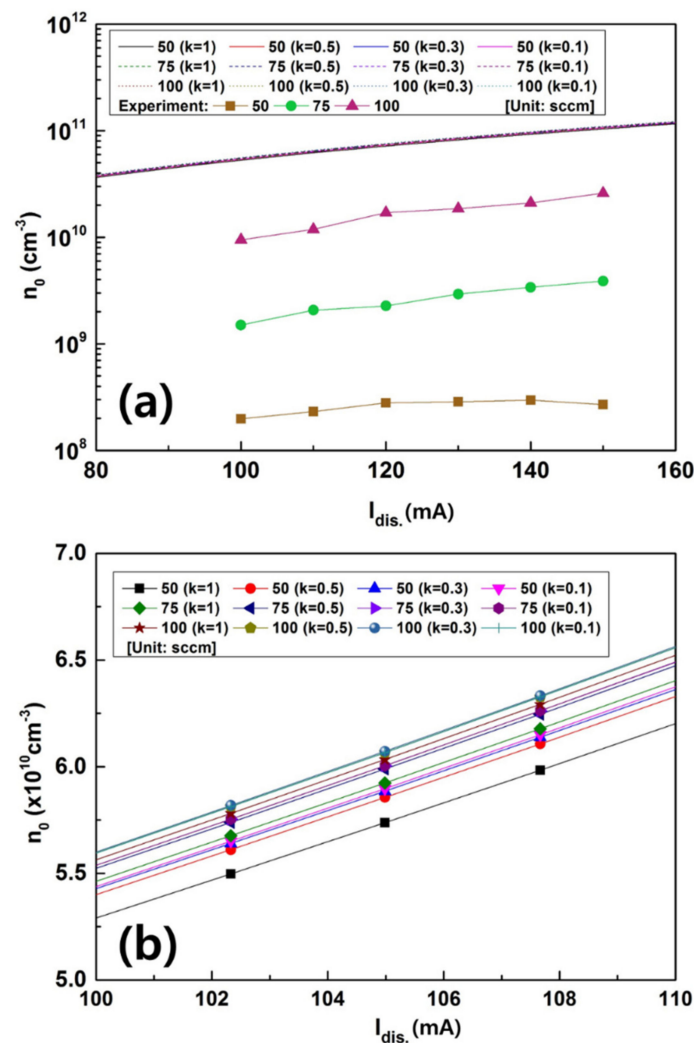 10¹²
50 (k=1) 50 (k=0.5) 50 (k=0.3) 50 (k=0.1)
75 (k=1) 75 (k=0.5) 75 (k=0.3) 75 (k=0.1)
100 (k=1) 100 (k=0.5) 100 (k=0.3) 100 (k=0.1)
Experiment: 50 75 100 [Unit: sccm]
10¹¹
10¹⁰
10⁹
10⁸
n₀ (cm⁻³)
(a)
80 100 120 140 160
I_dis. (mA)
7.0
50 (k=1) 50 (k=0.5) 50 (k=0.3) 50 (k=0.1)
75 (k=1) 75 (k=0.5) 75 (k=0.3) 75 (k=0.1)
100 (k=1) 100 (k=0.5) 100 (k=0.3) 100 (k=0.1)
[Unit: sccm]
6.5
6.0
5.5
5.0
n₀ (x10¹⁰cm⁻³)
(b)
100 102 104 106 108 110
I_dis. (mA)